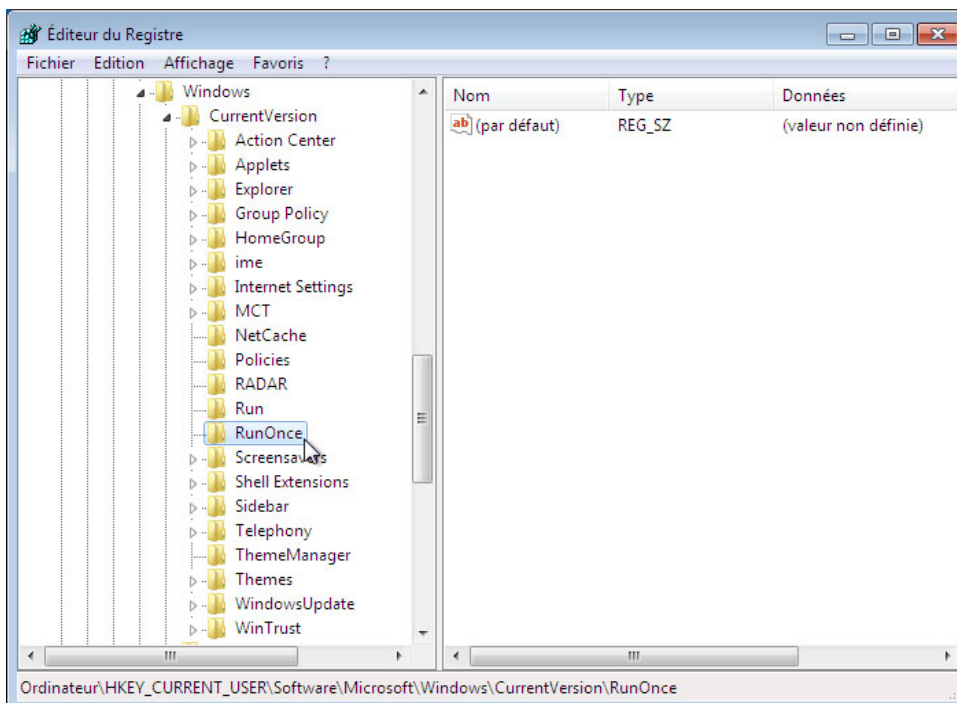 Éditeur du Registre
Fichier Edition Affichage Favoris ?
Windows
CurrentVersion
Action Center
Applets
Explorer
Group Policy
HomeGroup
ime
Internet Settings
MCT
NetCache
Policies
RADAR
Run
RunOnce
Screensavers
Shell Extensions
Sidebar
Telephony
ThemeManager
Themes
WindowsUpdate
WinTrust
Nom Type Données
ab (par défaut) REG_SZ (valeur non définie)
Ordinateur\HKEY_CURRENT_USER\Software\Microsoft\Windows\CurrentVersion\RunOnce